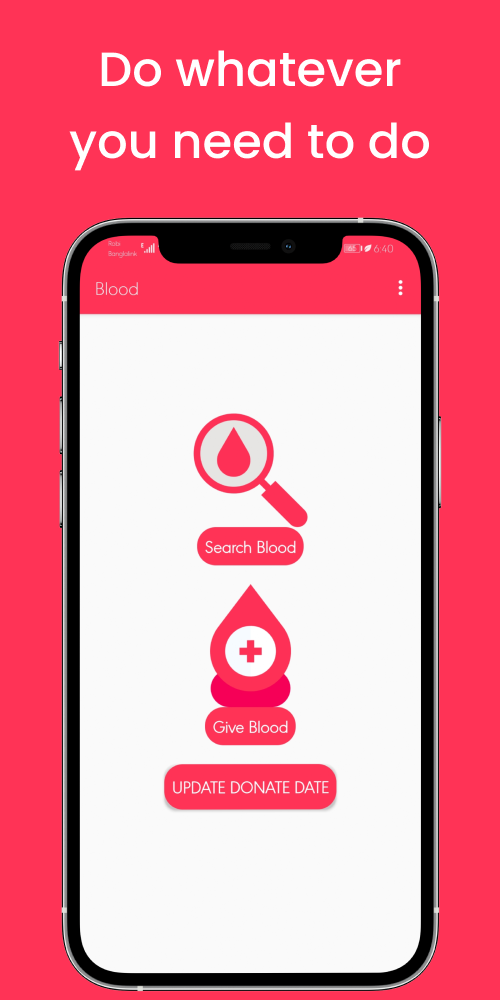 Do whatever
you need to do
Robi
Banglalink
E
6:40
Blood
Search Blood
Give Blood
UPDATE DONATE DATE